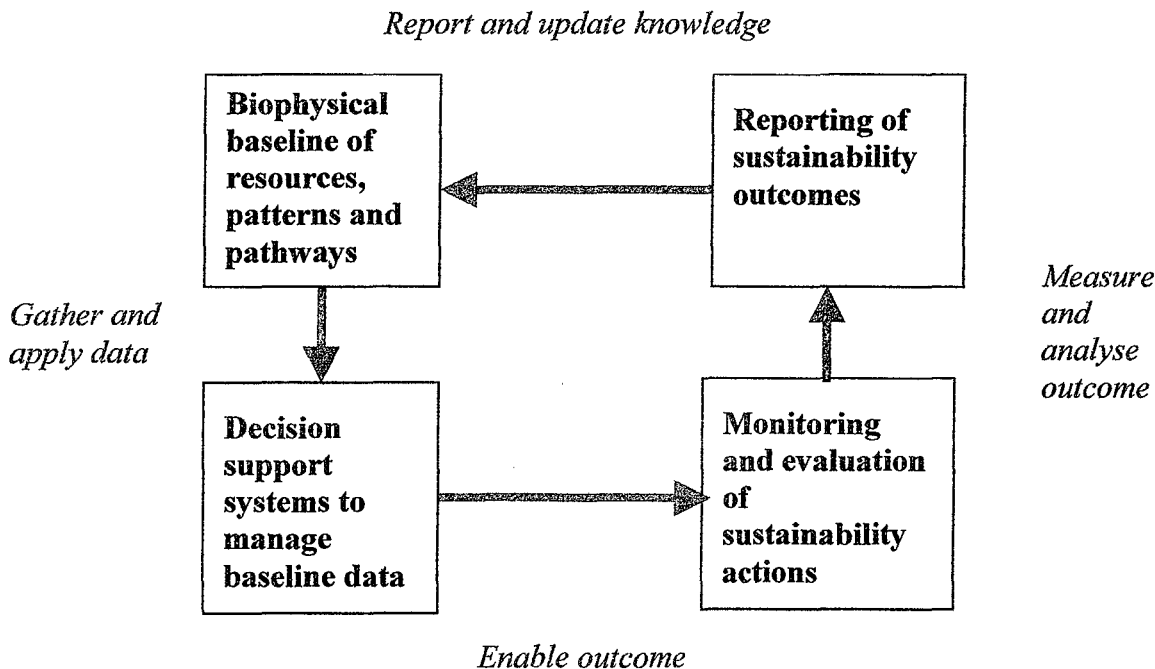 Report and update knowledge
Biophysical
baseline of
resources,
patterns and
pathways
Reporting of
sustainability
outcomes
Gather and
apply data
Measure
and
analyse
outcome
Decision
support
systems to
manage
baseline data
Monitoring
and evaluation
of
sustainability
actions
Enable outcome